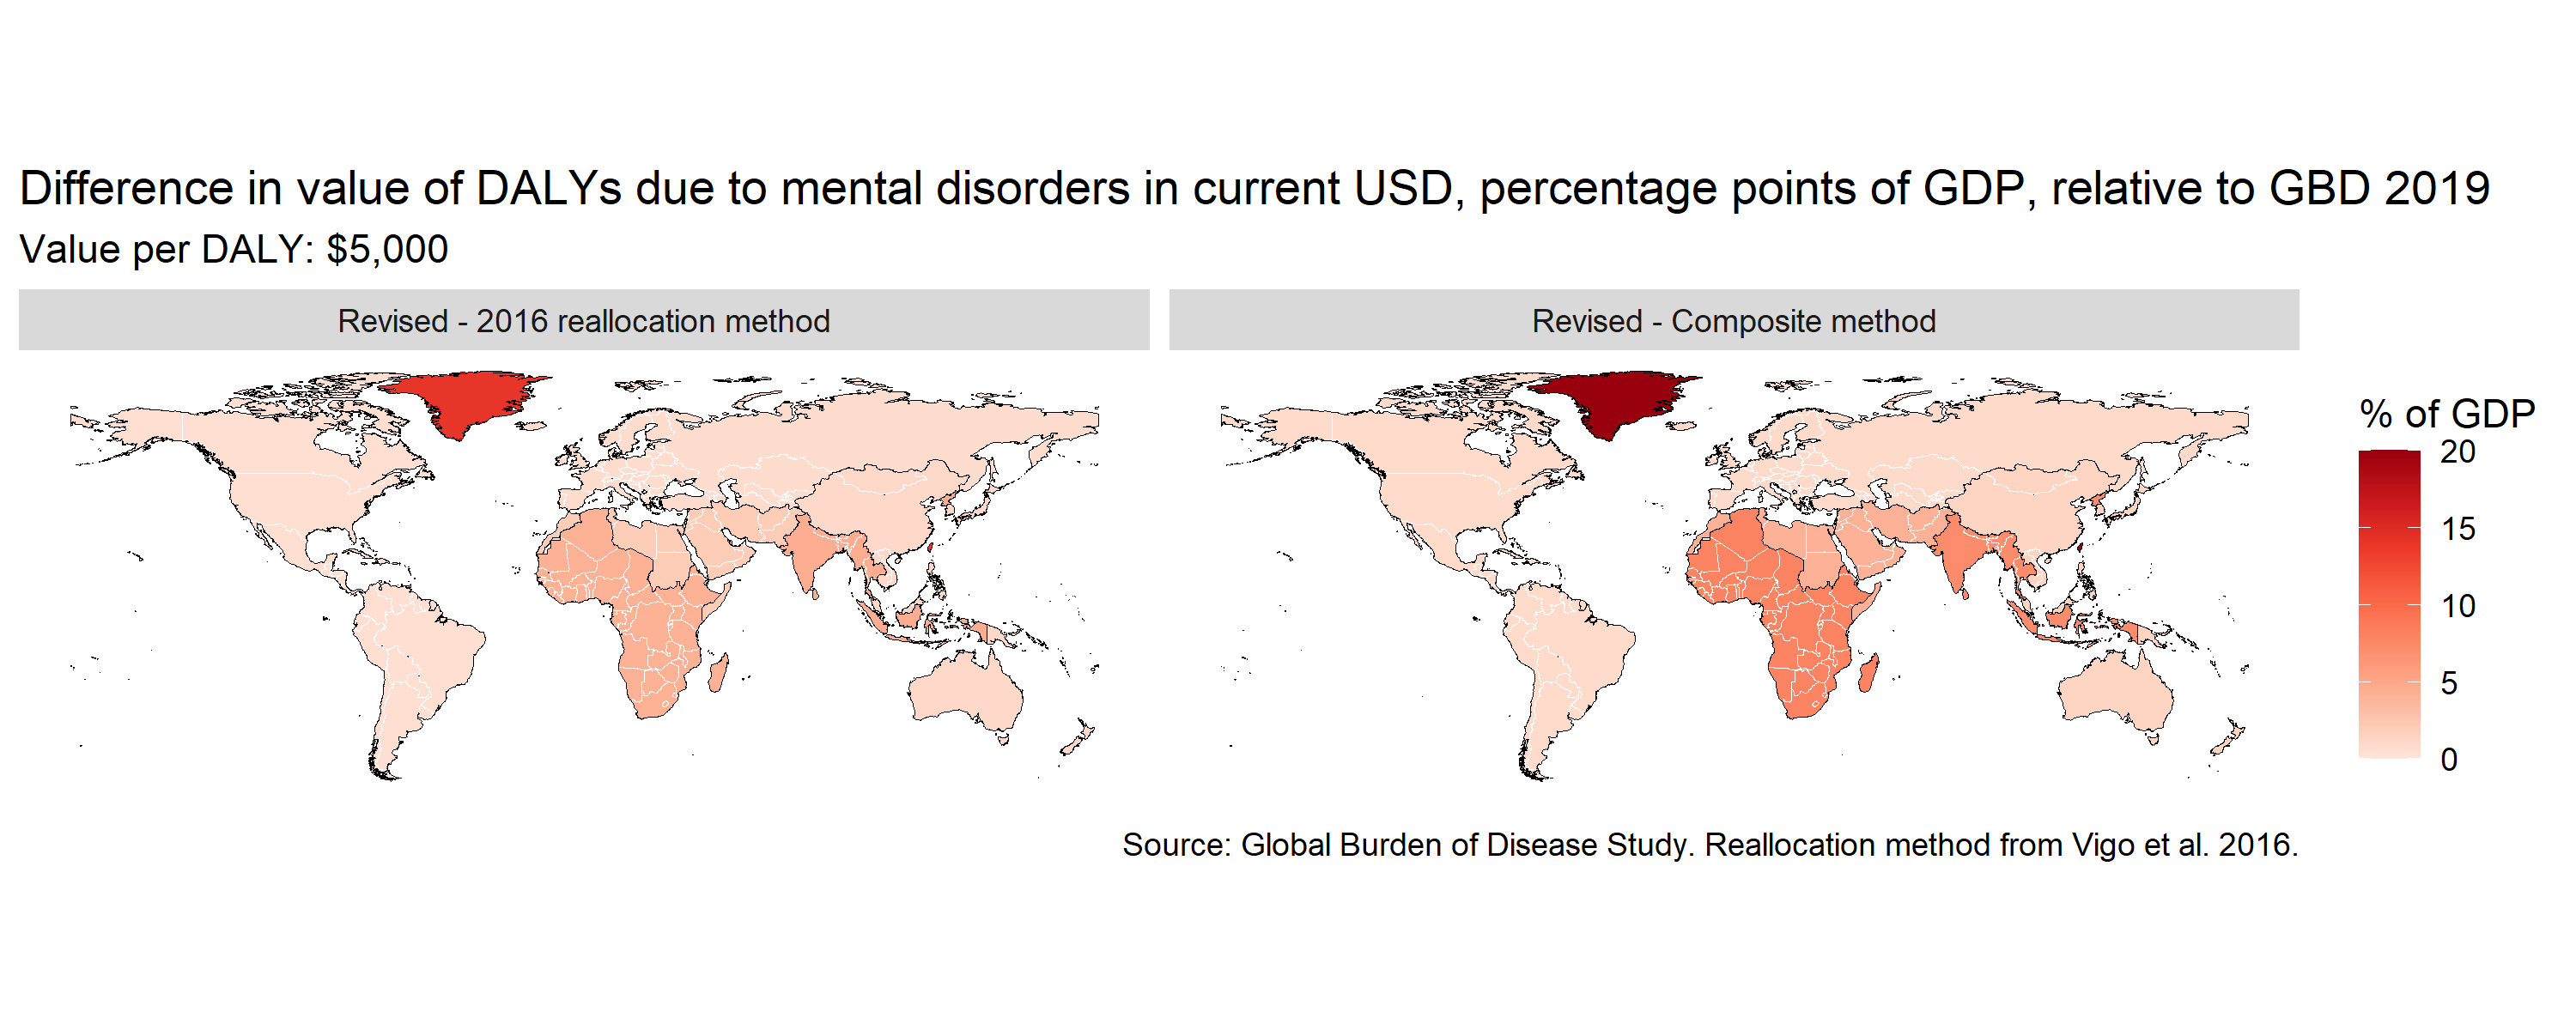 Difference in value of DALYs due to mental disorders in current USD, percentage points of GDP, relative to GBD 2019
Value per DALY: $5,000
Revised - 2016 reallocation method
Revised - Composite method
% of GDP
20
15
10
5
0
Source: Global Burden of Disease Study. Reallocation method from Vigo et al. 2016.